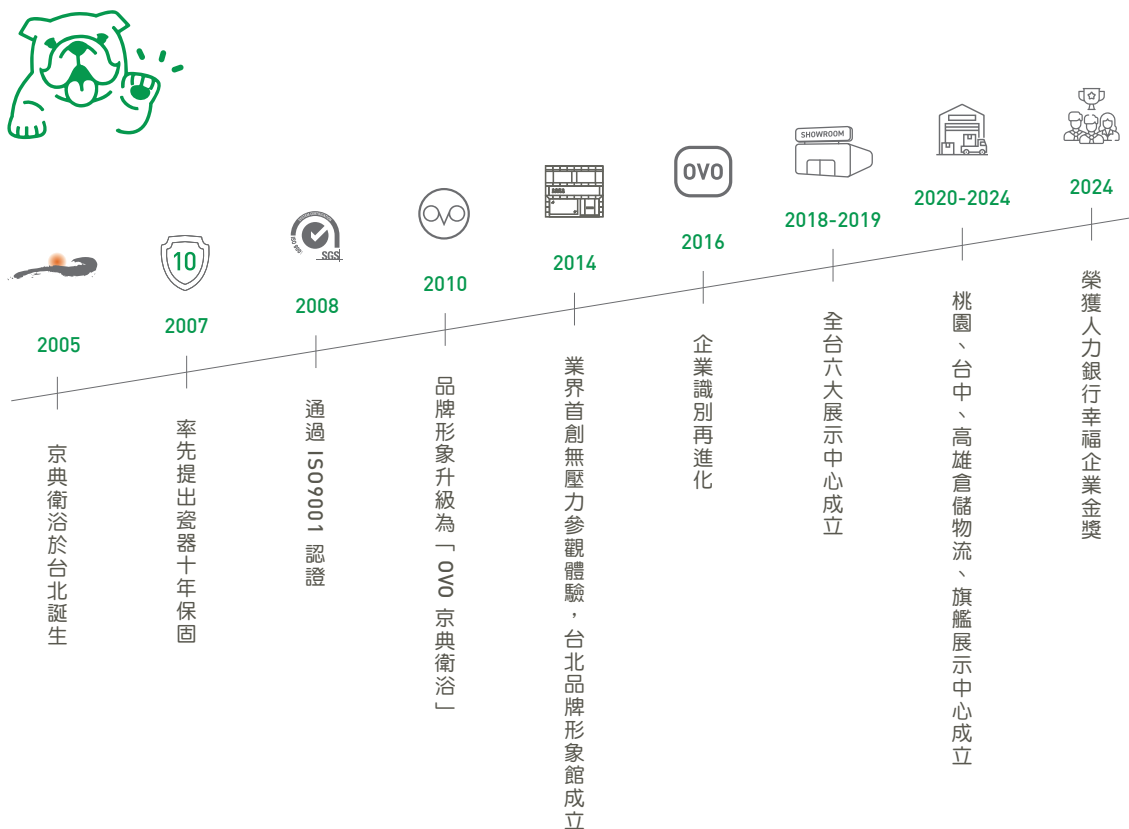 2005
京典衛浴於台北誕生
10
2007
率先提出瓷器十年保固
SGS
2008
通過 ISO9001 認證
2010
品牌形象升級為「OVO 京典衛浴」
2014
業界首創無壓力參觀體驗，台北品牌形象館成立
OVO
2016
企業識別再進化
SHOWROOM
2018-2019
全台六大展示中心成立
2020-2024
桃園、台中、高雄倉儲物流、旗艦展示中心成立
2024
榮獲人力銀行幸福企業金獎